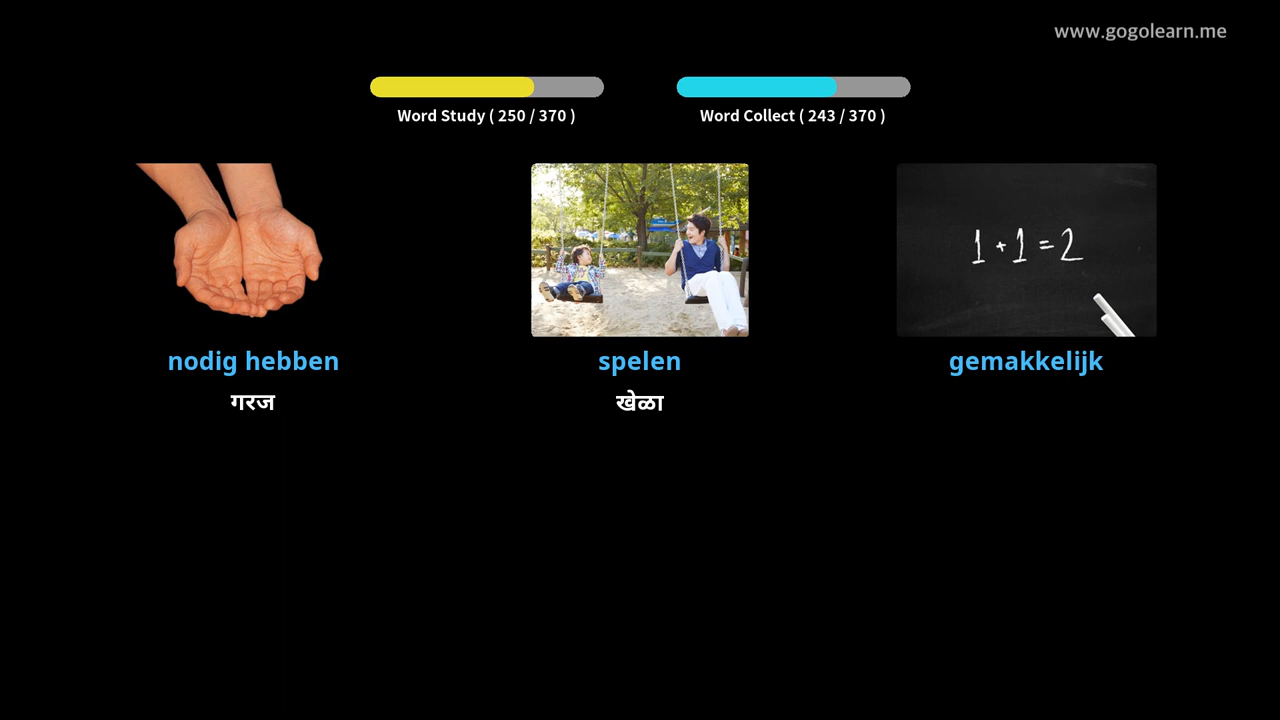 www.gogolearn.me
Word Study ( 250 / 370 )
Word Collect ( 243 / 370 )
1 + 1 = 2
nodig hebben
spelen
gemakkelijk
गरज
खेळा